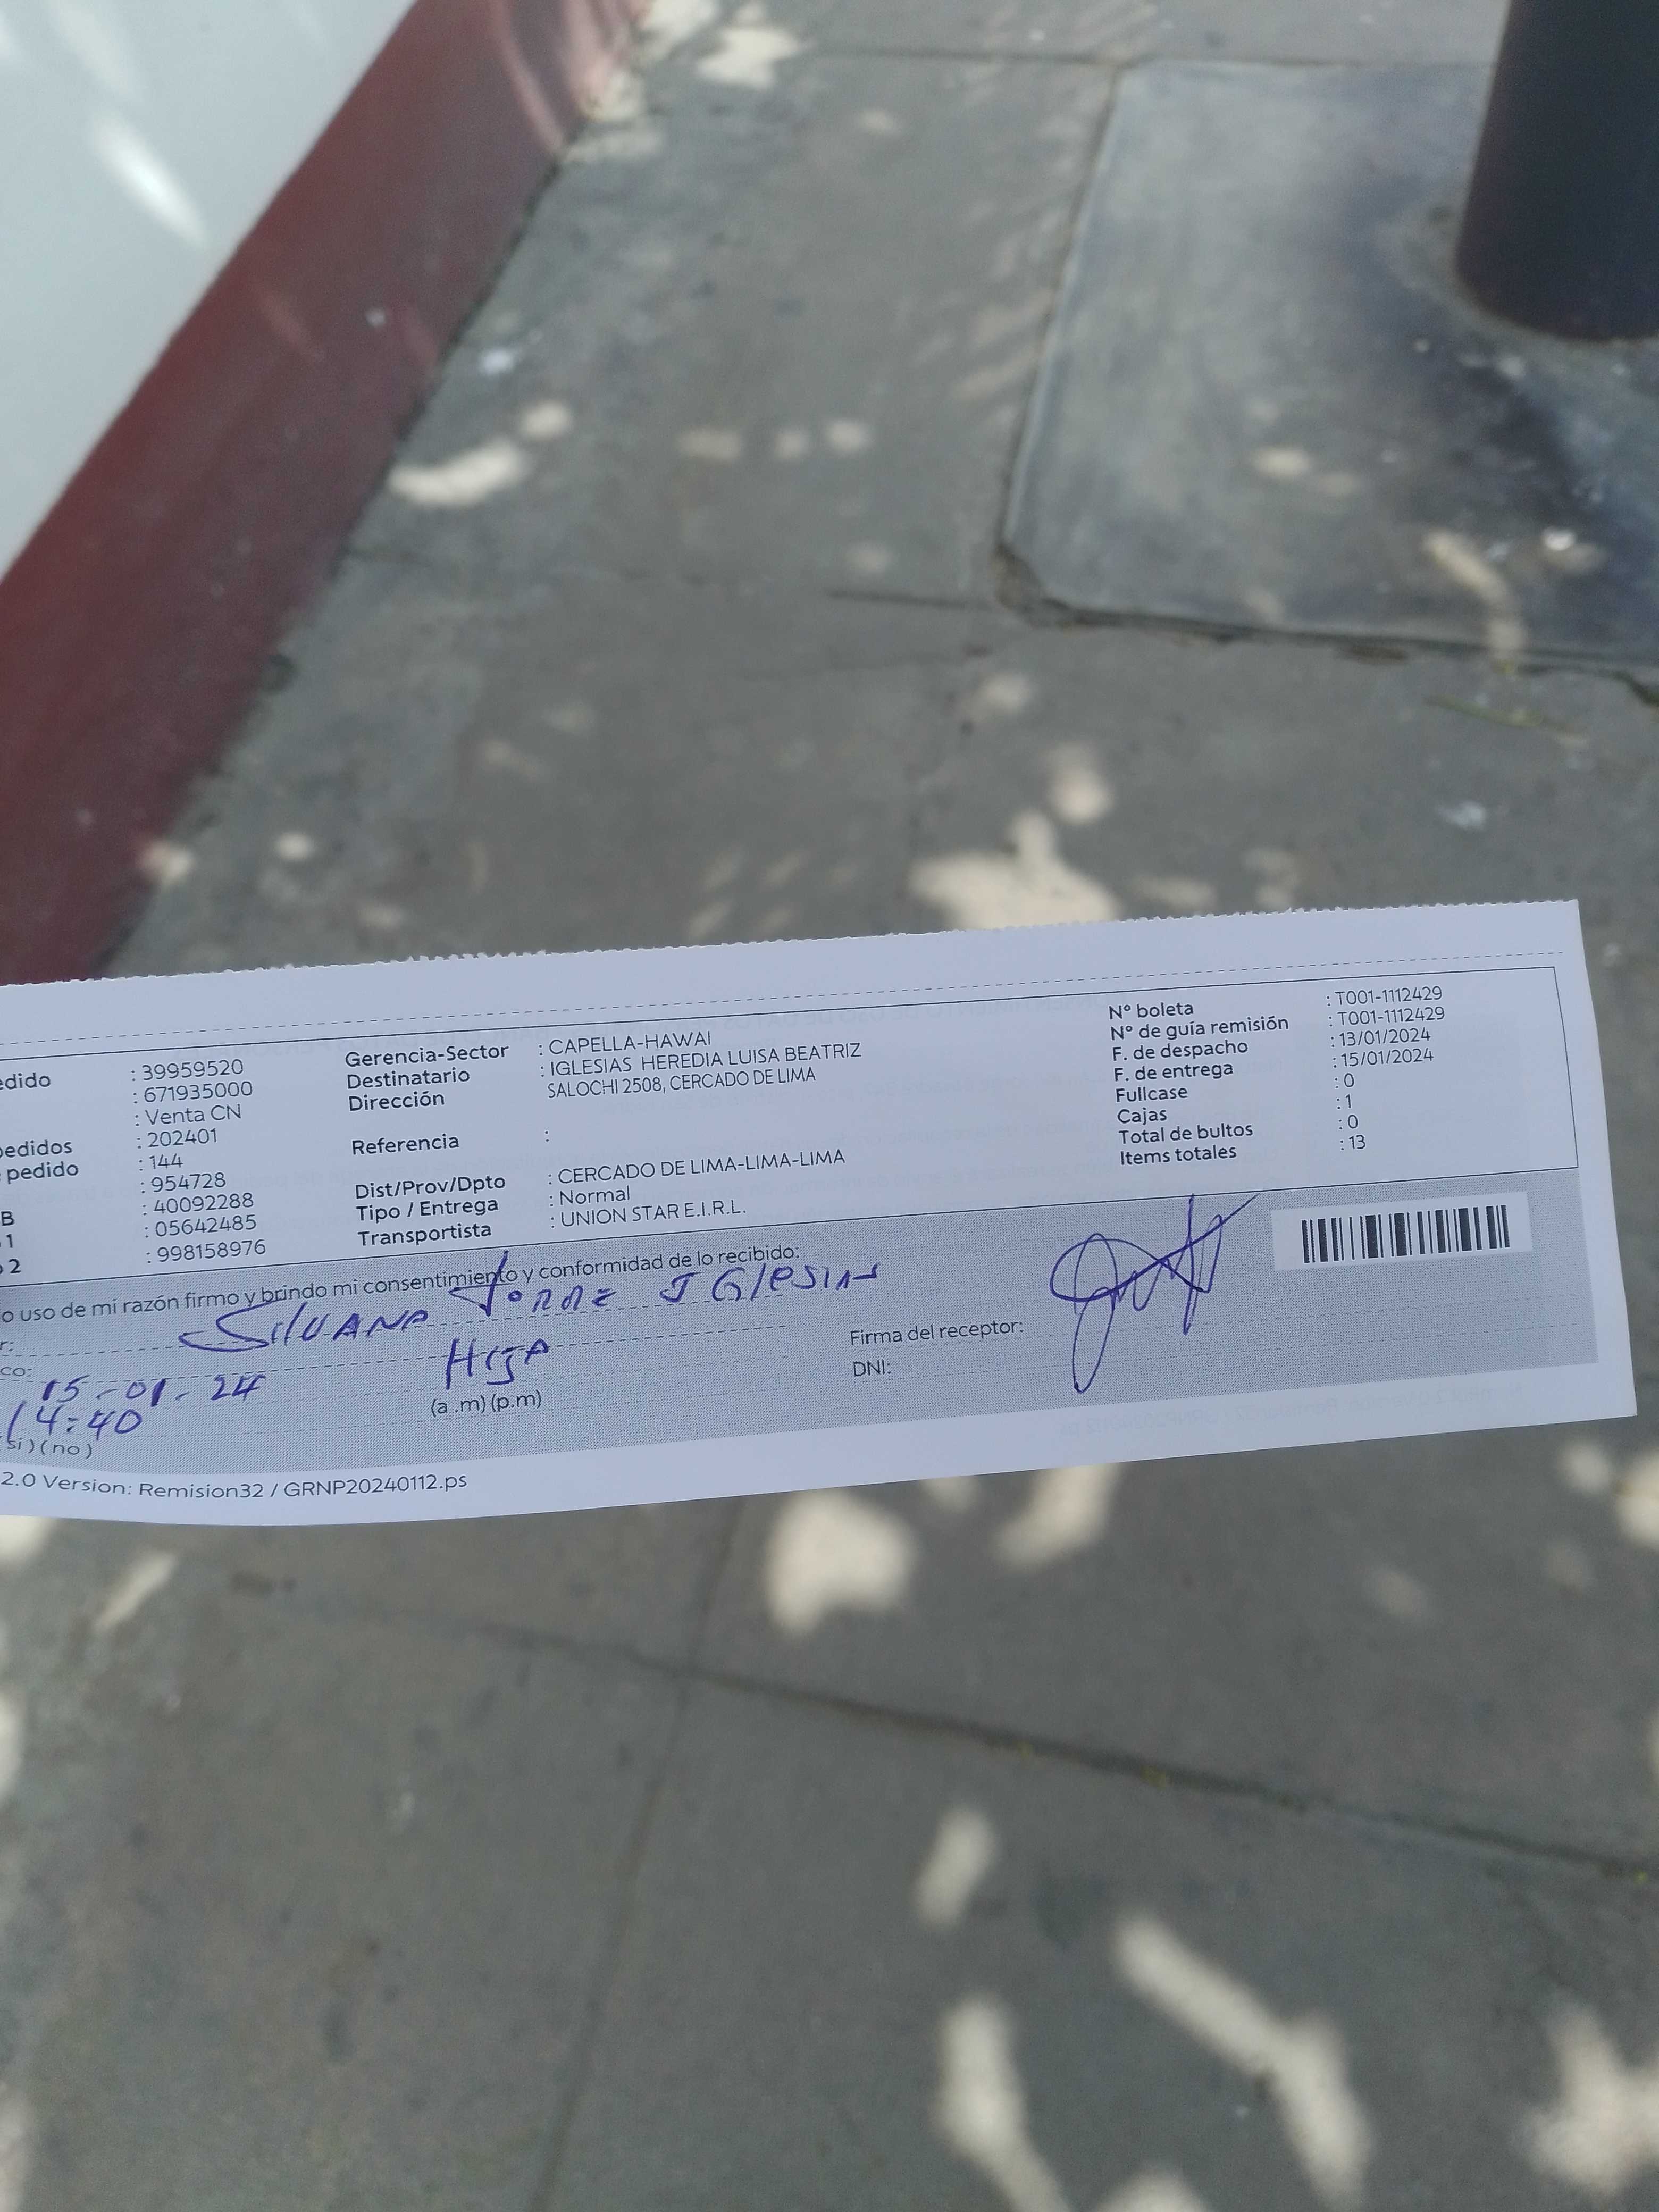 edido : 39959520
: 671935000
: Venta CN
pedidos : 202401
pedido : 144
: 954728
B : 40092288
1 : 05642485
2 : 998158976
Gerencia-Sector : CAPELLA-HAWAI
Destinatario : IGLESIAS HEREDIA LUISA BEATRIZ
Dirección SALOCHI 2508, CERCADO DE LIMA
Referencia :
Dist/Prov/Dpto : CERCADO DE LIMA-LIMA-LIMA
Tipo / Entrega : Normal
Transportista : UNION STAR E.I.R.L.
N° boleta : T001-1112429
N° de guía remisión : T001-1112429
F. de despacho : 13/01/2024
F. de entrega : 15/01/2024
Fullcase : 0
Cajas : 1
Total de bultos : 0
Items totales : 13
o uso de mi razón firmo y brindo mi consentimiento y conformidad de lo recibido:
r: SILVANA TORRE IGLESIAS
co: HIJA
15-01-24
14:40 (a .m) (p.m)
si ) ( no )
Firma del receptor:
DNI:
2.0 Version: Remision32 / GRNP20240112.ps